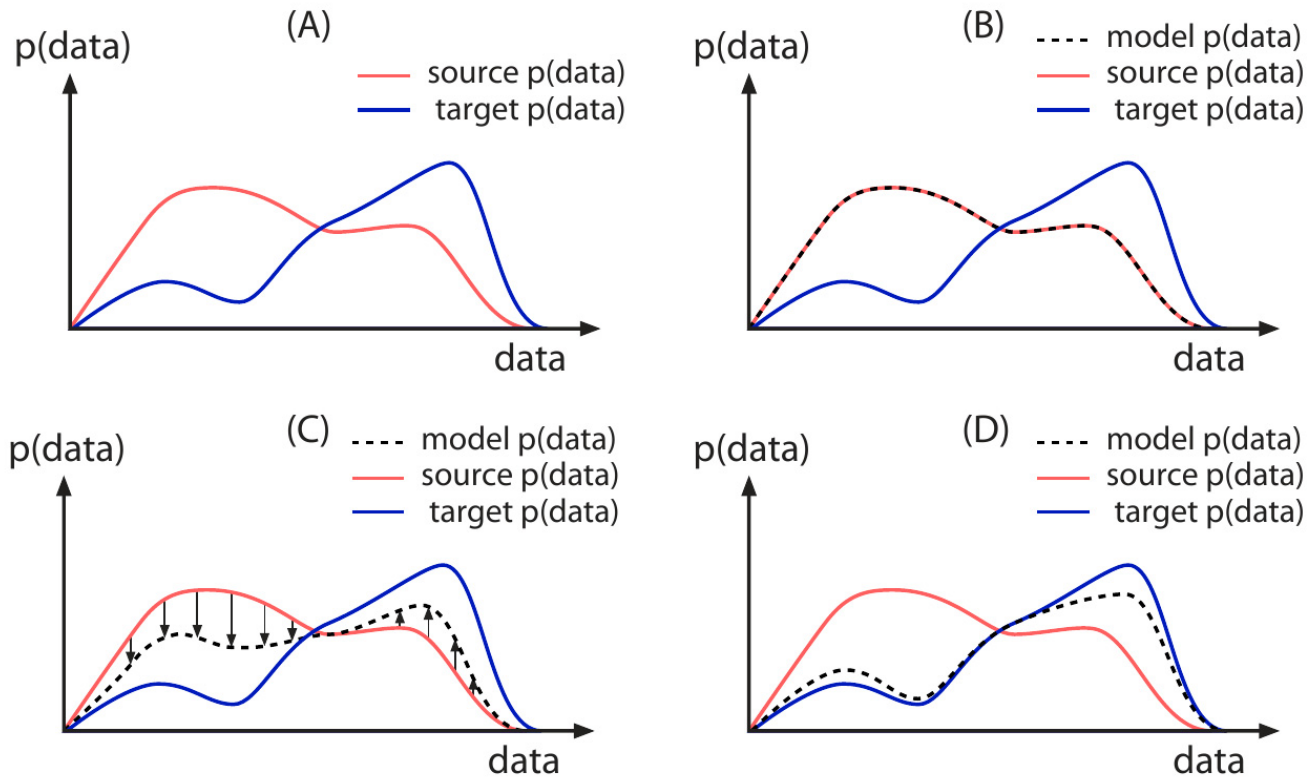 (A)
p(data)
source p(data)
target p(data)
data
(B)
p(data)
model p(data)
source p(data)
target p(data)
data
(C)
p(data)
model p(data)
source p(data)
target p(data)
data
(D)
p(data)
model p(data)
source p(data)
target p(data)
data